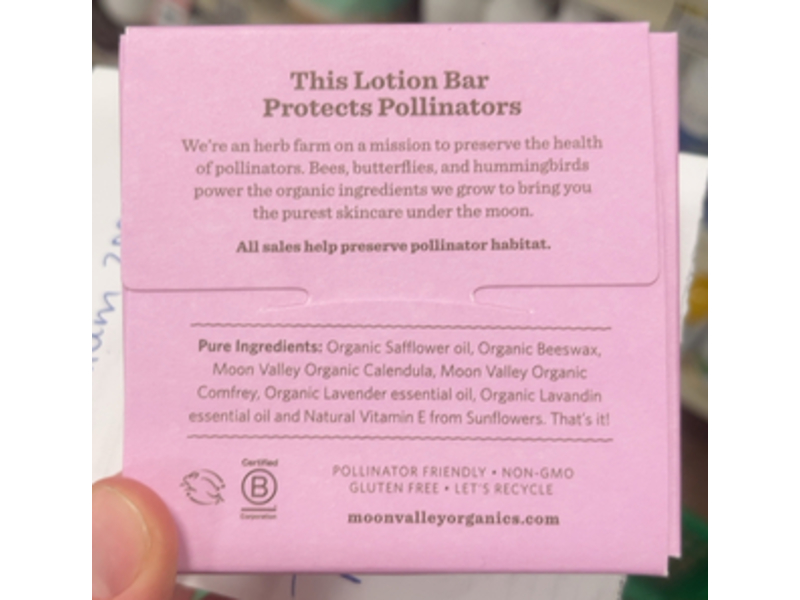 This Lotion Bar
Protects Pollinators
We're an herb farm on a mission to preserve the health
of pollinators. Bees, butterflies, and hummingbirds
power the organic ingredients we grow to bring you
the purest skincare under the moon.
All sales help preserve pollinator habitat.
Pure Ingredients: Organic Safflower oil, Organic Beeswax,
Moon Valley Organic Calendula, Moon Valley Organic
Comfrey, Organic Lavender essential oil, Organic Lavandin
essential oil and Natural Vitamin E from Sunflowers. That's it!
Certified
B
Corporation
POLLINATOR FRIENDLY • NON-GMO
GLUTEN FREE • LET'S RECYCLE
moonvalleyorganics.com